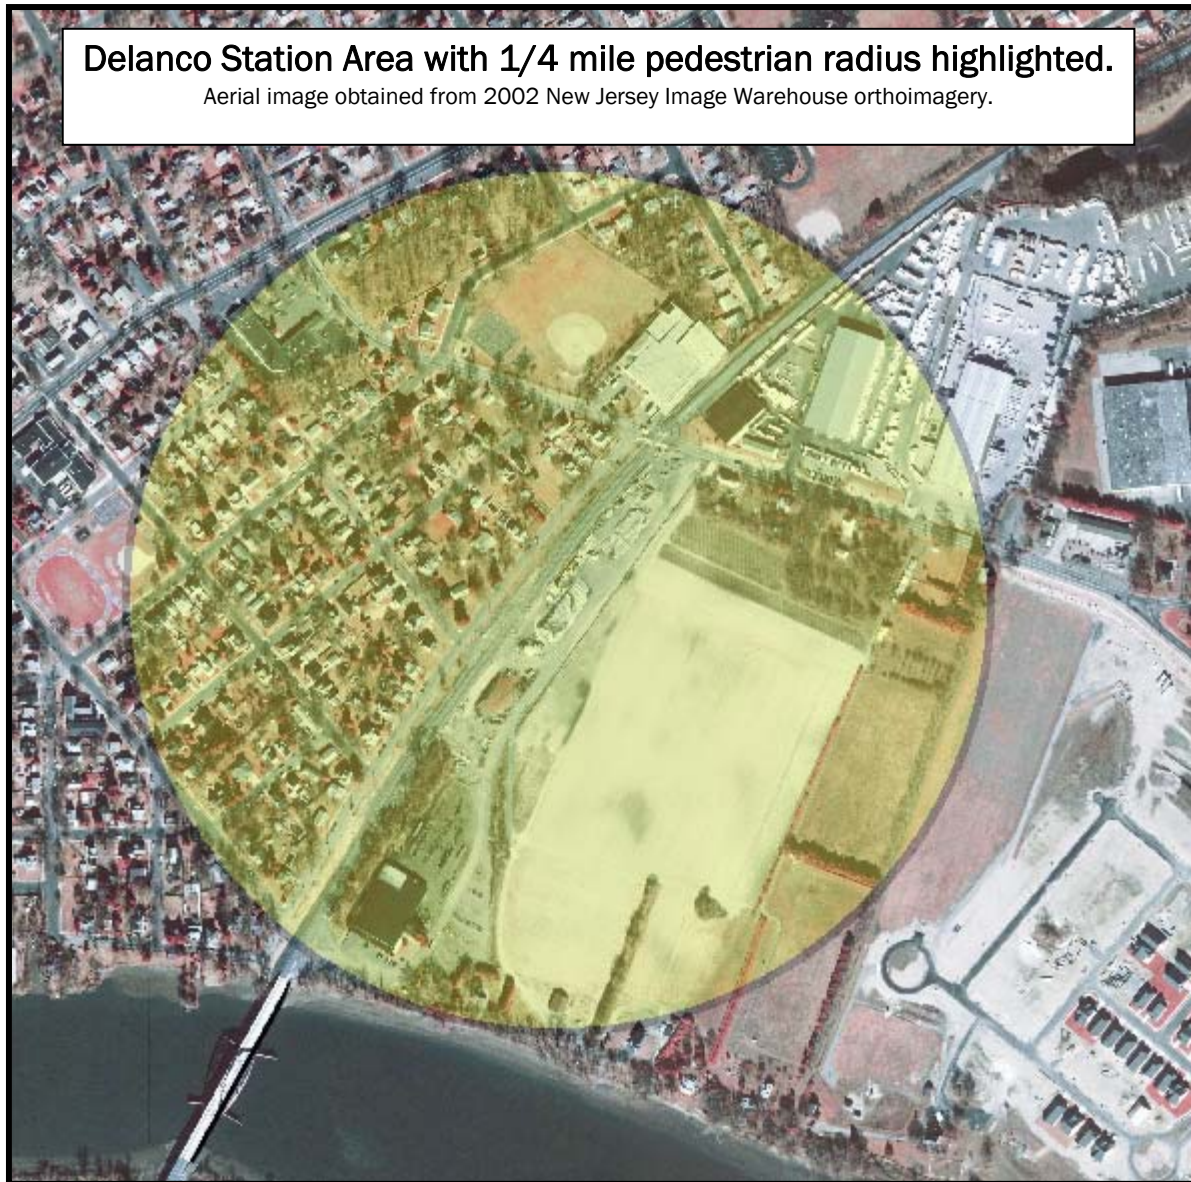 Delanco Station Area with 1/4 mile pedestrian radius highlighted.
Aerial image obtained from 2002 New Jersey Image Warehouse orthoimagery.